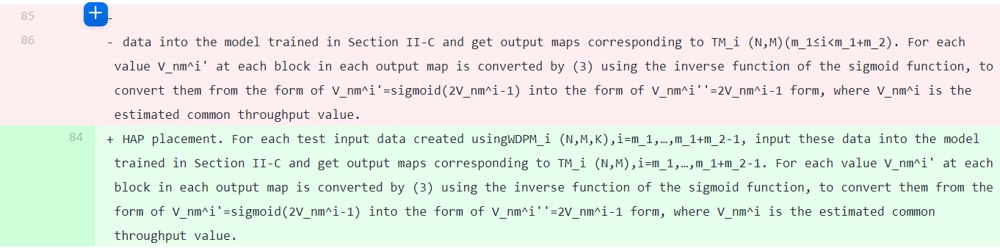 85 -
86 - data into the model trained in Section II-C and get output maps corresponding to TM_i (N,M)(m_1≤i<m_1+m_2). For each
value V_nm^i' at each block in each output map is converted by (3) using the inverse function of the sigmoid function, to
convert them from the form of V_nm^i'=sigmoid(2V_nm^i-1) into the form of V_nm^i''=2V_nm^i-1 form, where V_nm^i is the
estimated common throughput value.
84 + HAP placement. For each test input data created usingWDPM_i (N,M,K),i=m_1,…,m_1+m_2-1, input these data into the model
trained in Section II-C and get output maps corresponding to TM_i (N,M),i=m_1,…,m_1+m_2-1. For each value V_nm^i' at each
block in each output map is converted by (3) using the inverse function of the sigmoid function, to convert them from the
form of V_nm^i'=sigmoid(2V_nm^i-1) into the form of V_nm^i''=2V_nm^i-1 form, where V_nm^i is the estimated common
throughput value.